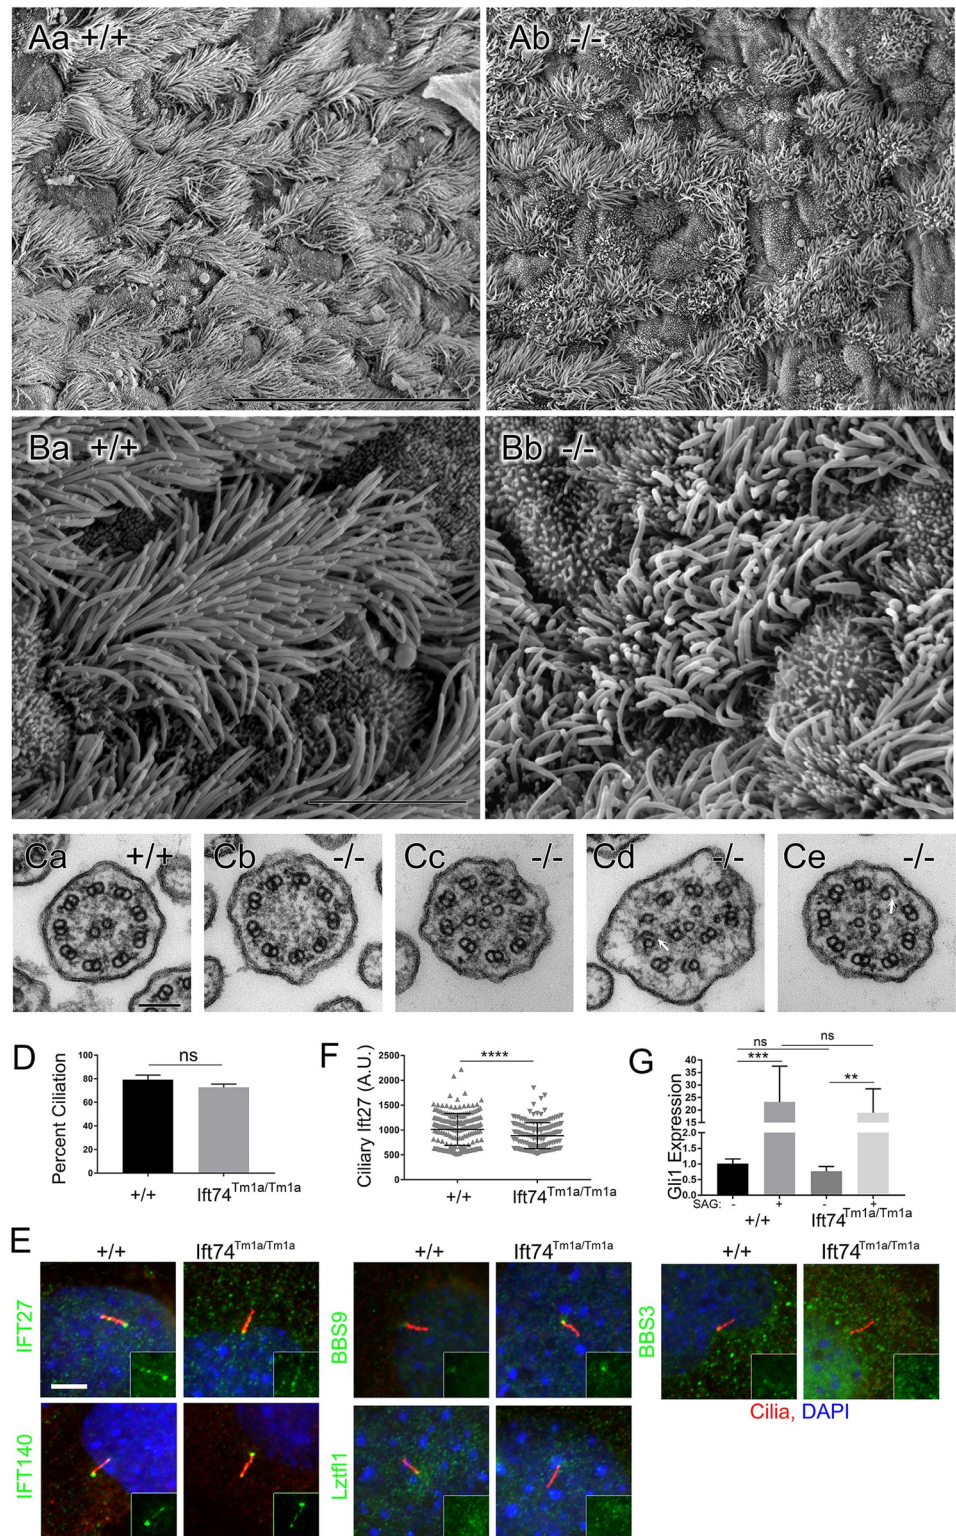 Aa +/+
Ab -/-
Ba +/+
Bb -/-
Ca +/+
Cb -/-
Cc -/-
Cd -/-
Ce -/-
D
Percent Ciliation
100
80
60
40
20
0
ns
+/+
Ift74Tm1a/Tm1a
F
Ciliary Ift27 (A.U.)
2500
2000
1500
1000
500
0
****
+/+
Ift74Tm1a/Tm1a
G
Gli1 Expression
40
35
30
25
20
15
2.0
1.5
1.0
0.5
0.0
ns
ns
***
**
SAG: - + - +
+/+
Ift74Tm1a/Tm1a
E
+/+
Ift74Tm1a/Tm1a
+/+
Ift74Tm1a/Tm1a
+/+
Ift74Tm1a/Tm1a
IFT27
BBS9
BBS3
Cilia, DAPI
IFT140
Lztfl1